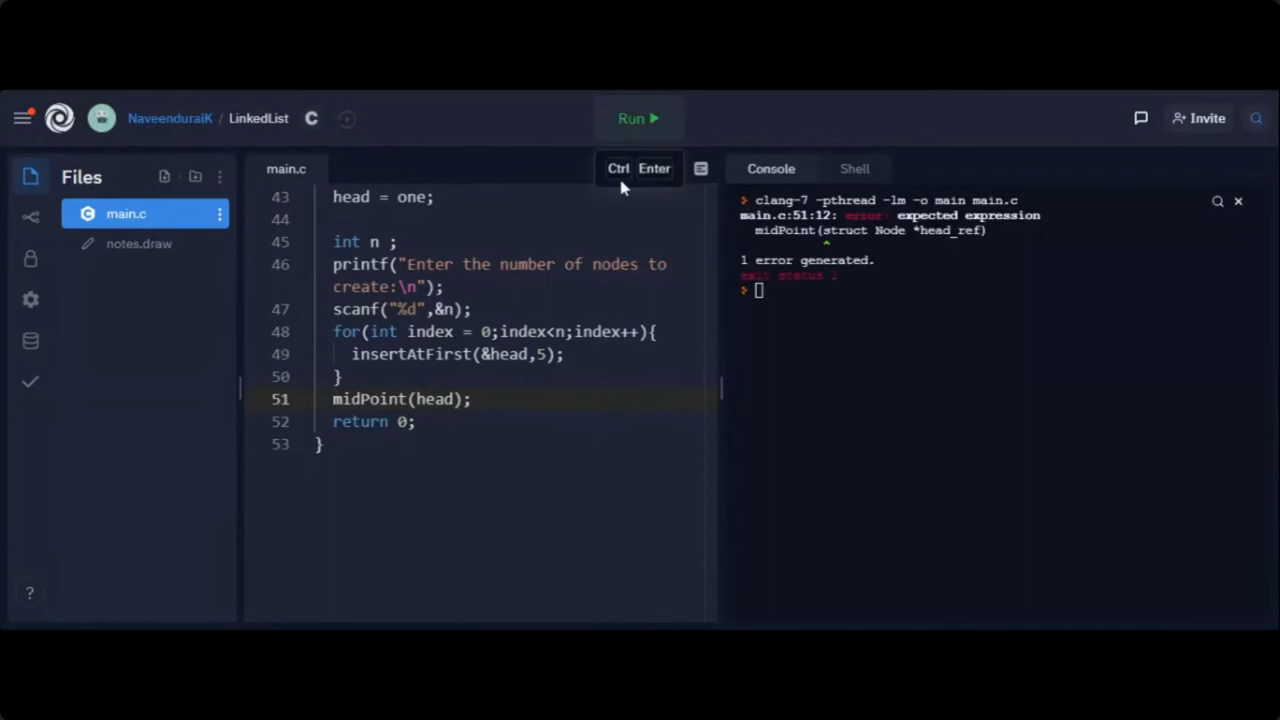 NaveenduraiK / LinkedList C
Run
Invite
Files
main.c
notes.draw
main.c
Ctrl Enter
43 head = one;
44
45 int n ;
46 printf("Enter the number of nodes to
create:\n");
47 scanf("%d",&n);
48 for(int index = 0;index<n;index++){
49 insertAtFirst(&head,5);
50 }
51 midPoint(head);
52 return 0;
53 }
?
Console Shell
> clang-7 -pthread -lm -o main main.c
main.c:51:12: error: expected expression
midPoint(struct Node *head_ref)
^
1 error generated.
exit status 1
>